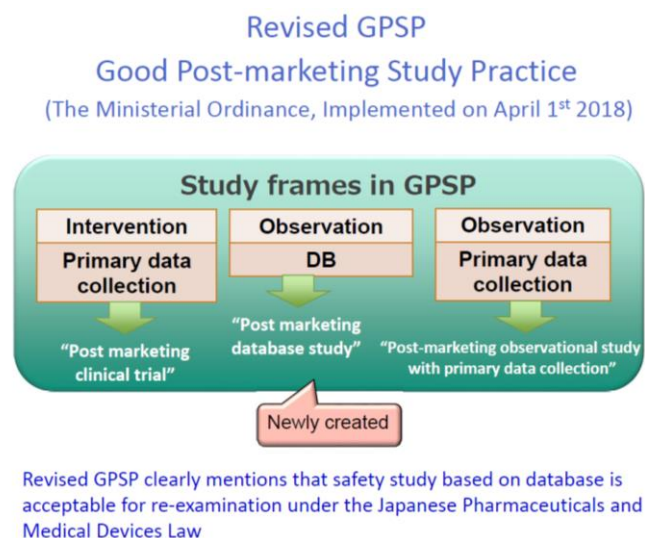 Revised GPSP
Good Post-marketing Study Practice
(The Ministerial Ordinance, Implemented on April 1st 2018)
Study frames in GPSP
Intervention
Primary data
collection
"Post marketing
clinical trial"
Observation
DB
"Post marketing
database study"
Observation
Primary data
collection
"Post-marketing observational study
with primary data collection"
Newly created
Revised GPSP clearly mentions that safety study based on database is
acceptable for re-examination under the Japanese Pharmaceuticals and
Medical Devices Law